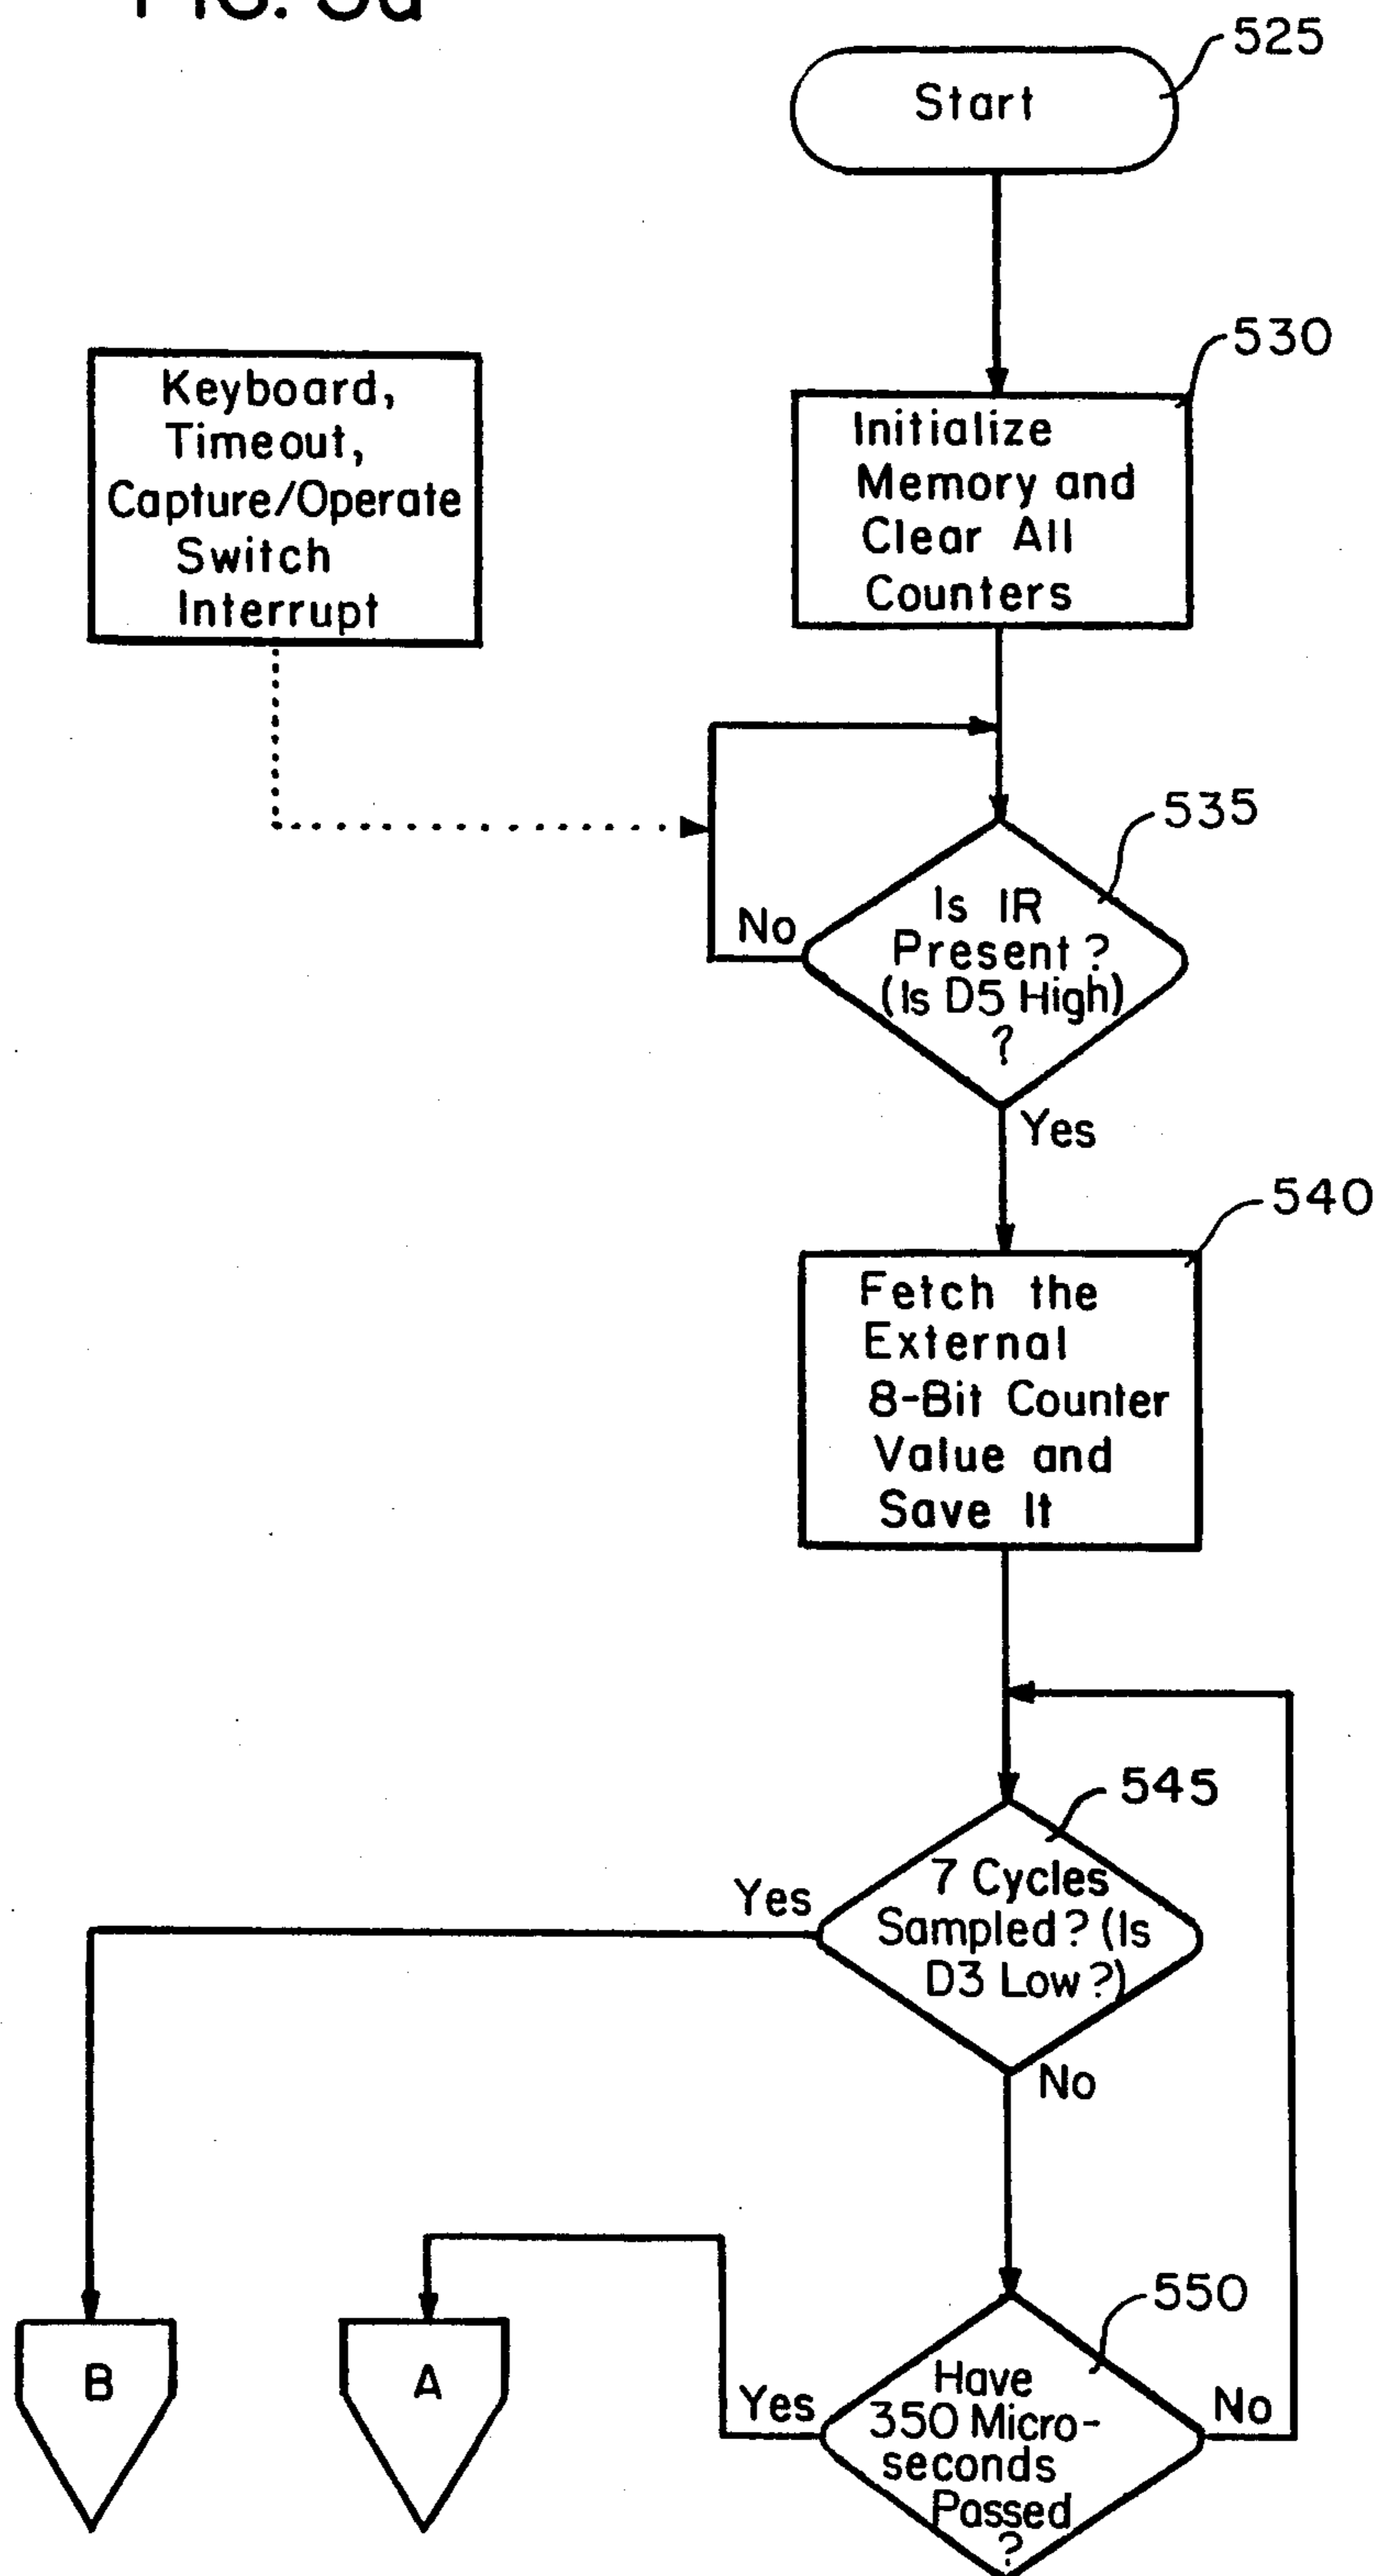 FIG. 5a
525
Start
530
Keyboard,
Timeout,
Capture/Operate
Switch
Interrupt
Initialize
Memory and
Clear All
Counters
535
Is IR
Present?
(Is D5 High)
?
No
Yes
540
Fetch the
External
8-Bit Counter
Value and
Save It
545
7 Cycles
Sampled? (Is
D3 Low?)
Yes
No
550
Have
350 Micro-
seconds
Passed
?
Yes
No
B
A